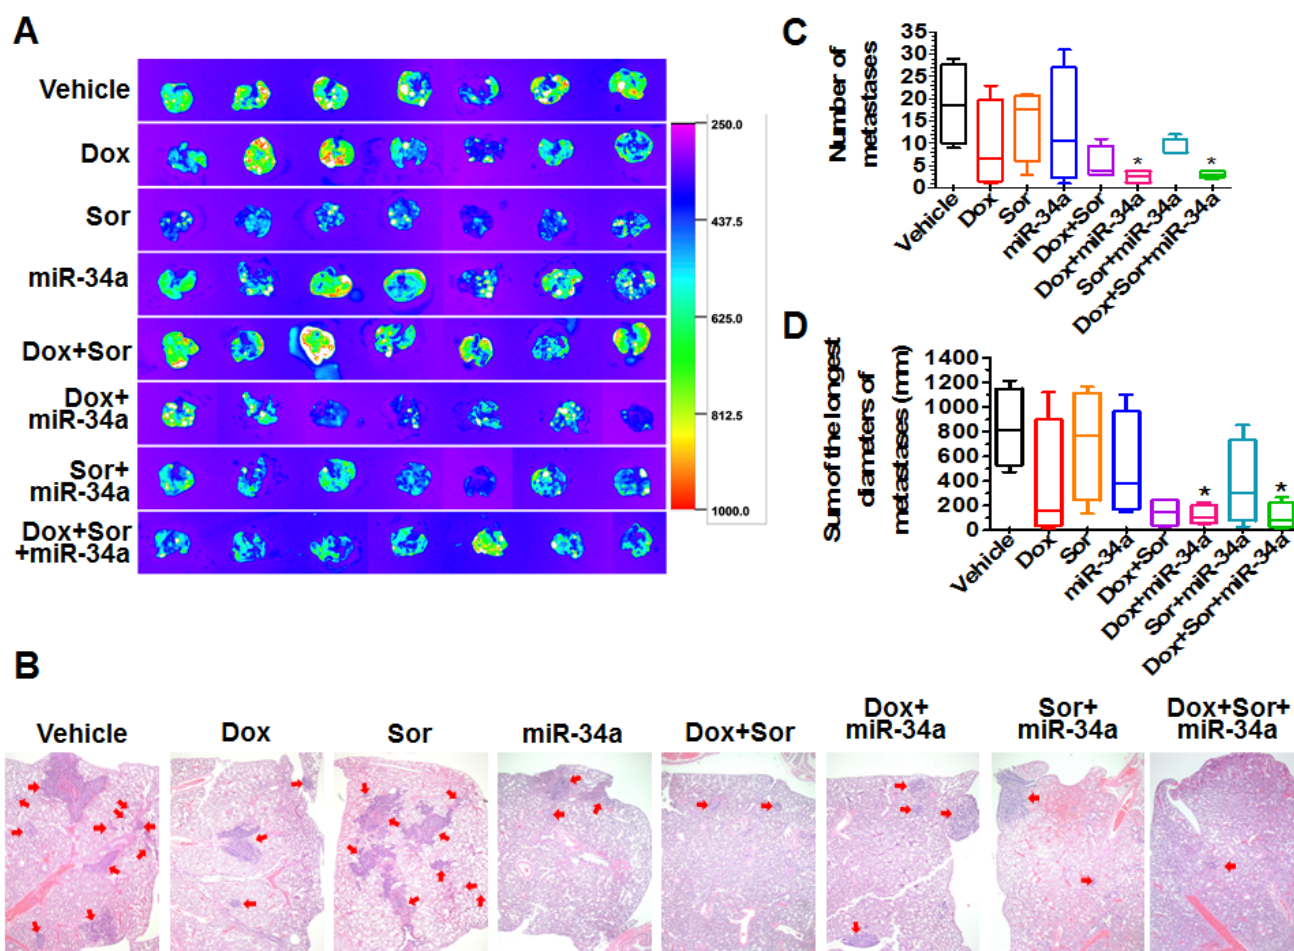 A
Vehicle
Dox
Sor
miR-34a
Dox+Sor
Dox+
miR-34a
Sor+
miR-34a
Dox+Sor
+miR-34a
250.0
437.5
625.0
812.5
1000.0
C
Number of
metastases
35
30
25
20
15
10
5
0
*
*
Vehicle
Dox
Sor
miR-34a
Dox+Sor
Dox+miR-34a
Sor+miR-34a
Dox+Sor+miR-34a
D
Sum of the longest
diameters of
metastases (mm)
1400
1200
1000
800
600
400
200
0
*
*
Vehicle
Dox
Sor
miR-34a
Dox+Sor
Dox+miR-34a
Sor+miR-34a
Dox+Sor+miR-34a
B
Vehicle
Dox
Sor
miR-34a
Dox+Sor
Dox+
miR-34a
Sor+
miR-34a
Dox+Sor+
miR-34a